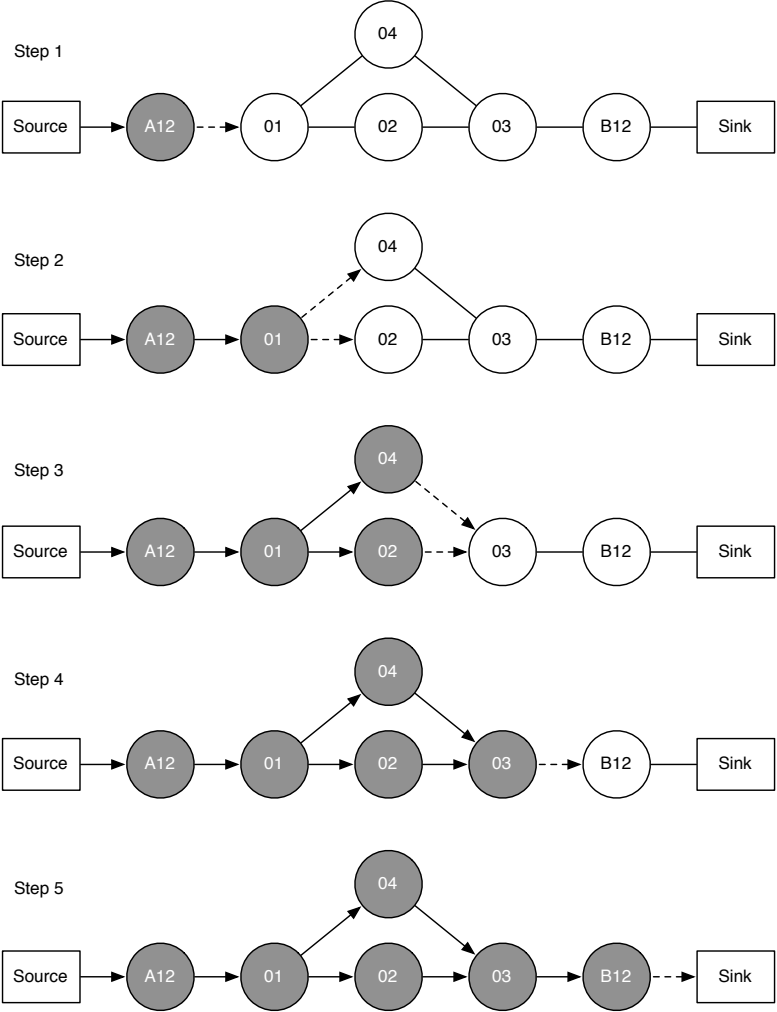 Step 1
04
Source A12 01 02 03 B12 Sink
Step 2
04
Source A12 01 02 03 B12 Sink
Step 3
04
Source A12 01 02 03 B12 Sink
Step 4
04
Source A12 01 02 03 B12 Sink
Step 5
04
Source A12 01 02 03 B12 Sink